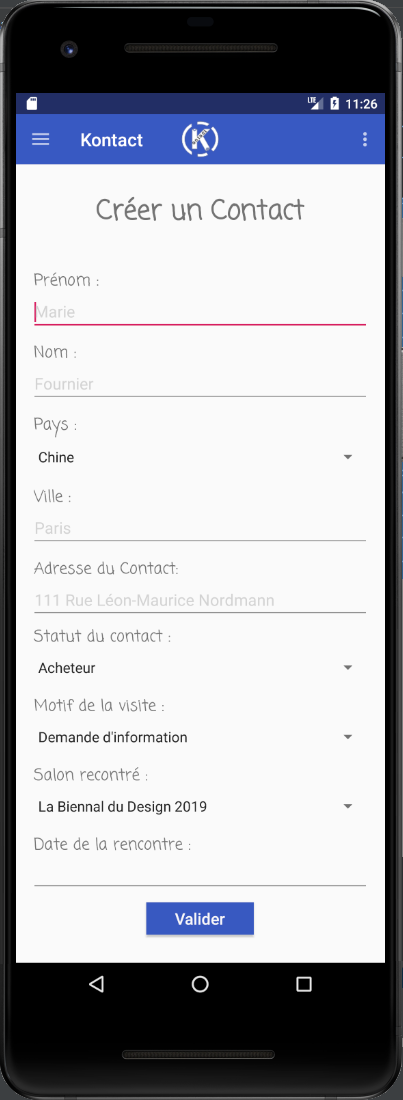 LTE 11:26
Kontact K
Créer un Contact
Prénom :
Marie
Nom :
Fournier
Pays :
Chine
Ville :
Paris
Adresse du Contact:
111 Rue Léon-Maurice Nordmann
Statut du contact :
Acheteur
Motif de la visite :
Demande d'information
Salon recontré :
La Biennal du Design 2019
Date de la rencontre :
Valider